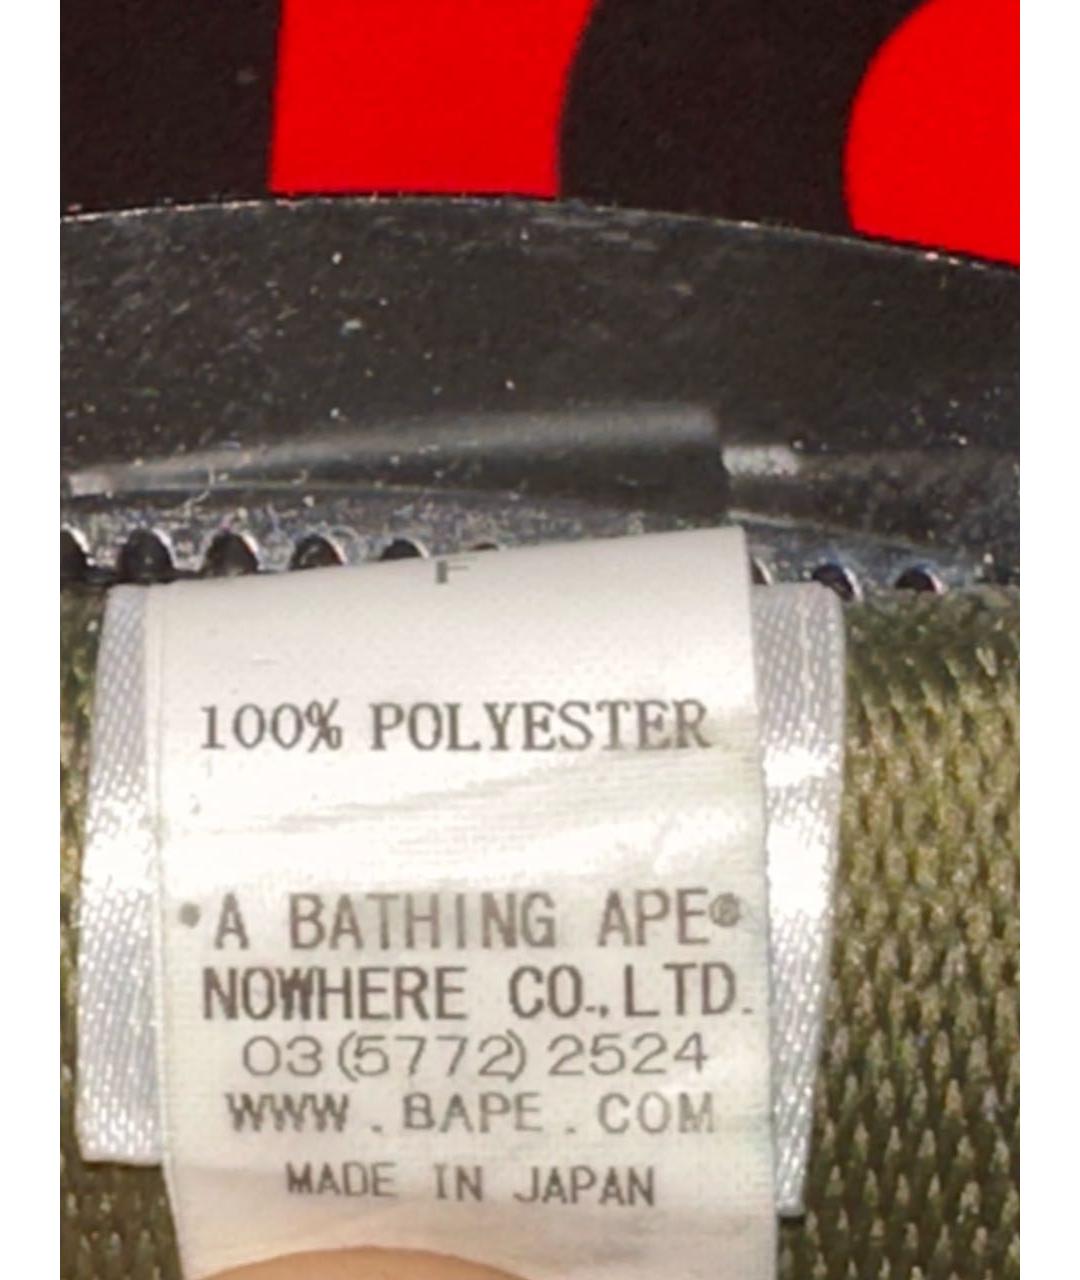 F
100% POLYESTER
•A BATHING APE®
NOWHERE CO.,LTD.
03(5772)2524
WWW.BAPE.COM
MADE IN JAPAN